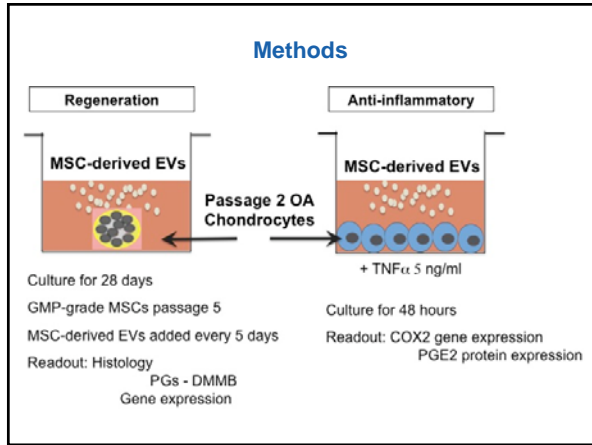 Methods
Regeneration
MSC-derived EVs
Culture for 28 days
GMP-grade MSCs passage 5
MSC-derived EVs added every 5 days
Readout: Histology
PGs - DMMB
Gene expression
Passage 2 OA
Chondrocytes
Anti-inflammatory
MSC-derived EVs
+ TNFα 5 ng/ml
Culture for 48 hours
Readout: COX2 gene expression
PGE2 protein expression